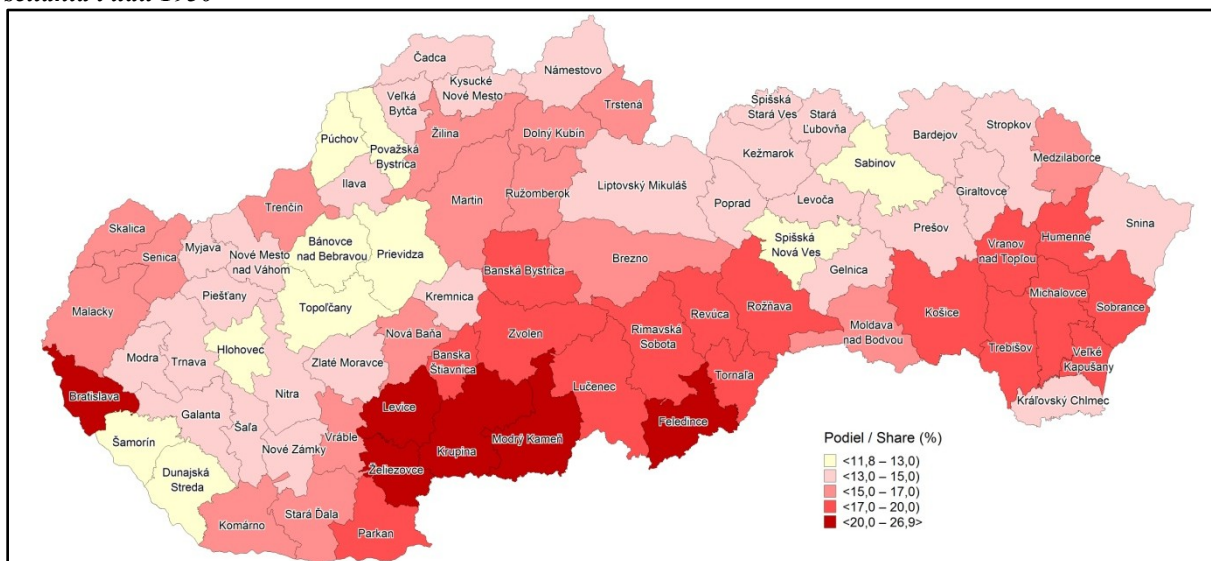 Čadca
Námestovo
Kysucké
Nové Mesto
Veľká
Bytča
Trstená
Spišská
Stará Ves
Stará
Ľubovňa
Bardejov
Stropkov
Púchov
Považská
Bystrica
Žilina
Dolný Kubín
Kežmarok
Sabinov
Medzilaborce
Ilava
Martin
Ružomberok
Liptovský Mikuláš
Poprad
Levoča
Giraltovce
Snina
Trenčín
Skalica
Senica
Myjava
Nové Mesto
nad Váhom
Bánovce
nad Bebravou
Prievidza
Banská Bystrica
Brezno
Spišská
Nová Ves
Gelnica
Prešov
Vranov
nad Topľou
Humenné
Malacky
Piešťany
Topoľčany
Kremnica
Zvolen
Rimavská
Sobota
Revúca
Rožňava
Moldava
nad Bodvou
Košice
Michalovce
Sobrance
Modra
Trnava
Hlohovec
Zlaté Moravce
Nová Baňa
Banska
Štiavnica
Lučenec
Tornaľa
Trebišov
Veľké
Kapušany
Bratislava
Galanta
Šaľa
Nitra
Levice
Krupina
Modrý Kameň
Feledince
Kráľovský Chlmec
Šamorín
Dunajská
Streda
Nové Zámky
Vráble
Želiezovce
Komárno
Stará Ďala
Parkan
Podiel / Share (%)
<11,8 – 13,0)
<13,0 – 15,0)
<15,0 – 17,0)
<17,0 – 20,0)
<20,0 – 26,9>